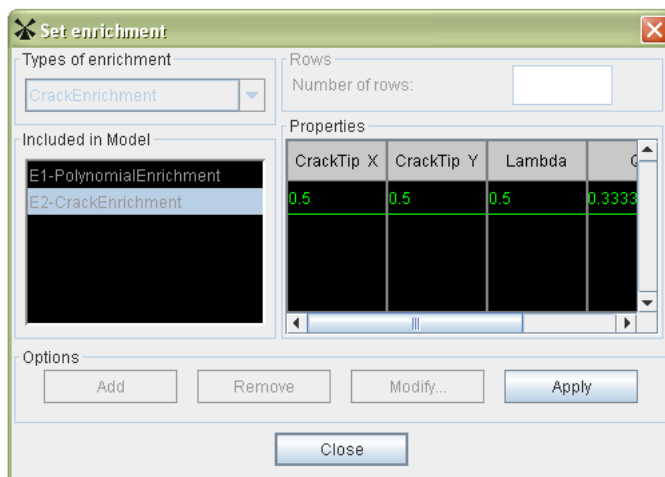 Set enrichment
Types of enrichment
CrackEnrichment
Rows
Number of rows:
Included in Model
E1-PolynomialEnrichment
E2-CrackEnrichment
Properties
CrackTip X CrackTip Y Lambda
0.5 0.5 0.5 0.3333
Options
Add Remove Modify... Apply
Close